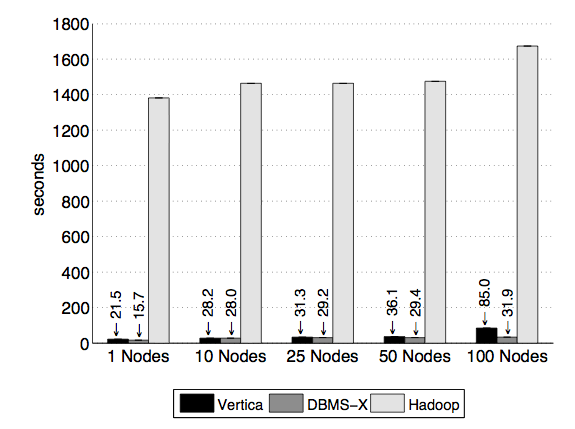 1800
1600
1400
1200
1000
800
600
400
200
0
seconds
21.5
15.7
28.2
28.0
31.3
29.2
36.1
29.4
85.0
31.9
1 Nodes
10 Nodes
25 Nodes
50 Nodes
100 Nodes
Vertica
DBMS−X
Hadoop